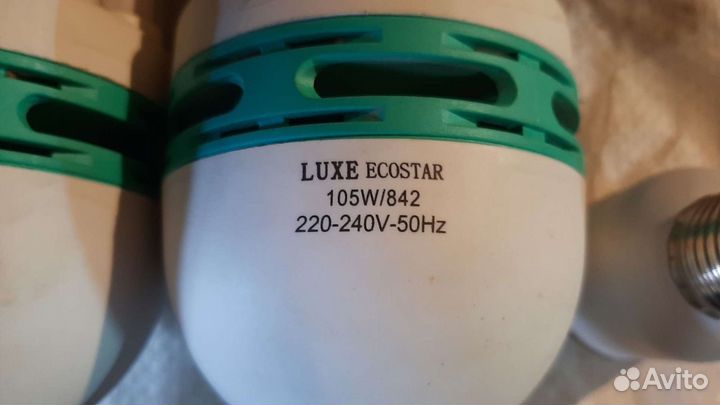 LUXE ECOSTAR
105W/842
220-240V-50Hz
Avito